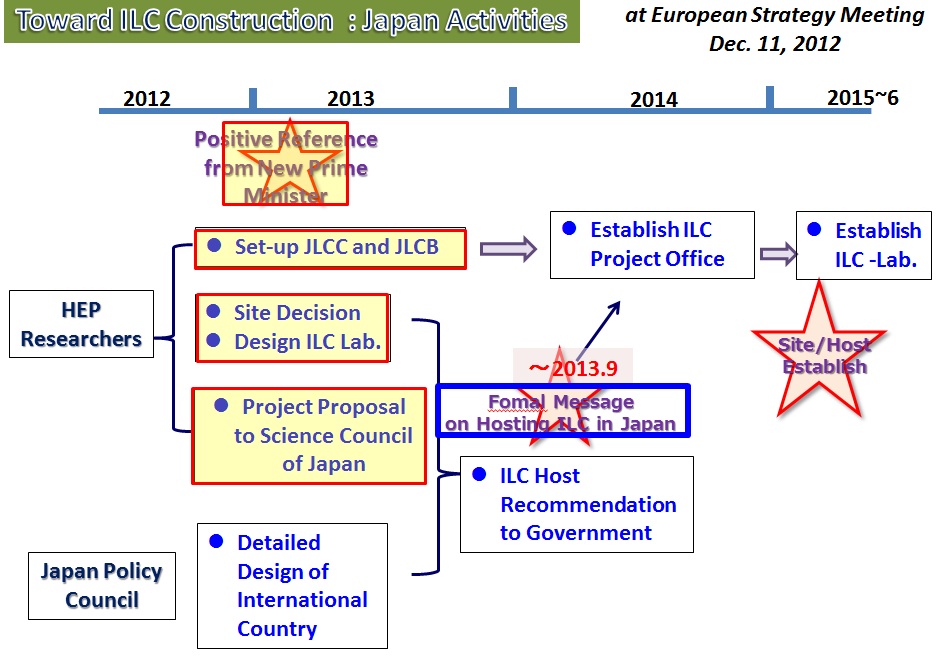 Toward ILC Construction : Japan Activities
at European Strategy Meeting
Dec. 11, 2012
2012
2013
2014
2015~6
Positive Reference
from New Prime
Minister
● Set-up JLCC and JLCB
● Establish ILC
Project Office
● Establish
ILC -Lab.
HEP
Researchers
● Site Decision
● Design ILC Lab.
Site/Host
Establish
～2013.9
Fomal Message
on Hosting ILC in Japan
● Project Proposal
to Science Council
of Japan
● ILC Host
Recommendation
to Government
Japan Policy
Council
● Detailed
Design of
International
Country